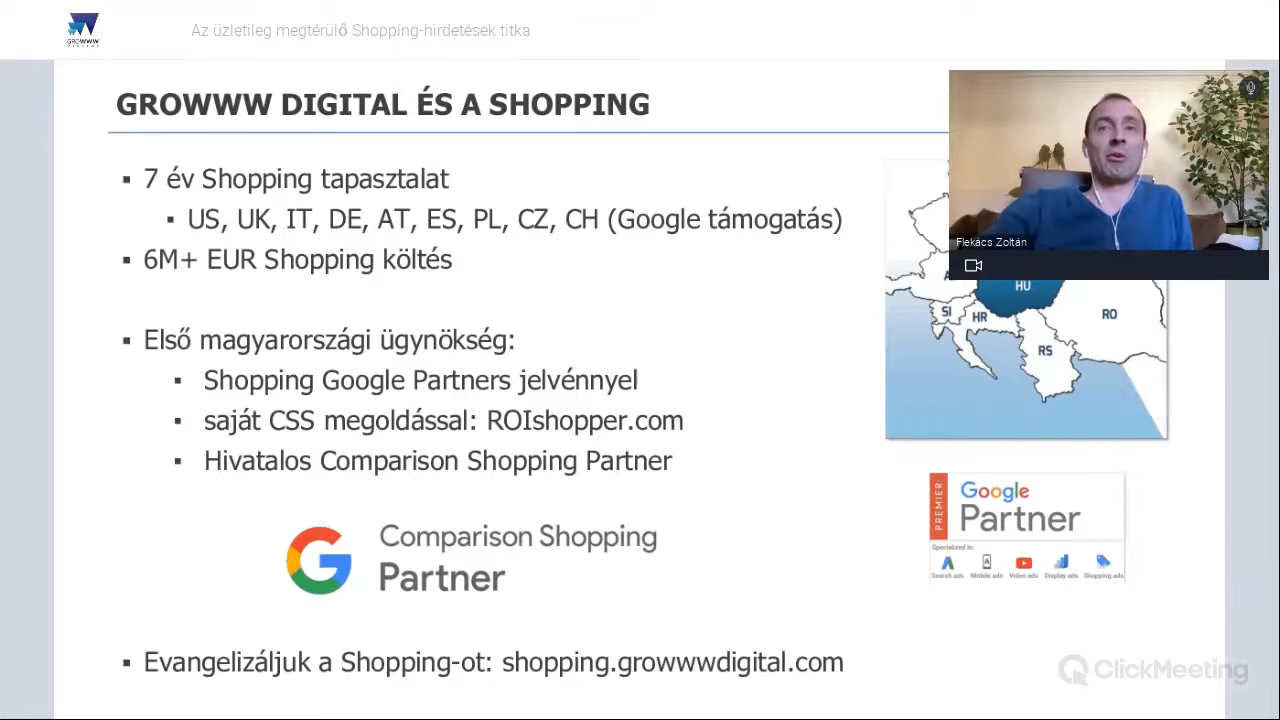 GROWWW
DIGITAL
Az üzletileg megtérülő Shopping-hirdetések titka
GROWWW DIGITAL ÉS A SHOPPING
▪ 7 év Shopping tapasztalat
▪ US, UK, IT, DE, AT, ES, PL, CZ, CH (Google támogatás)
▪ 6M+ EUR Shopping költés
▪ Első magyarországi ügynökség:
▪ Shopping Google Partners jelvénnyel
▪ saját CSS megoldással: ROIshopper.com
▪ Hivatalos Comparison Shopping Partner
Comparison Shopping
Partner
▪ Evangelizáljuk a Shopping-ot: shopping.growwwdigital.com
Flekács Zoltán
HU
SI
HR
RO
RS
PREMIER
Google
Partner
Specialized in:
Search ads Mobile ads Video ads Display ads Shopping ads
ClickMeeting